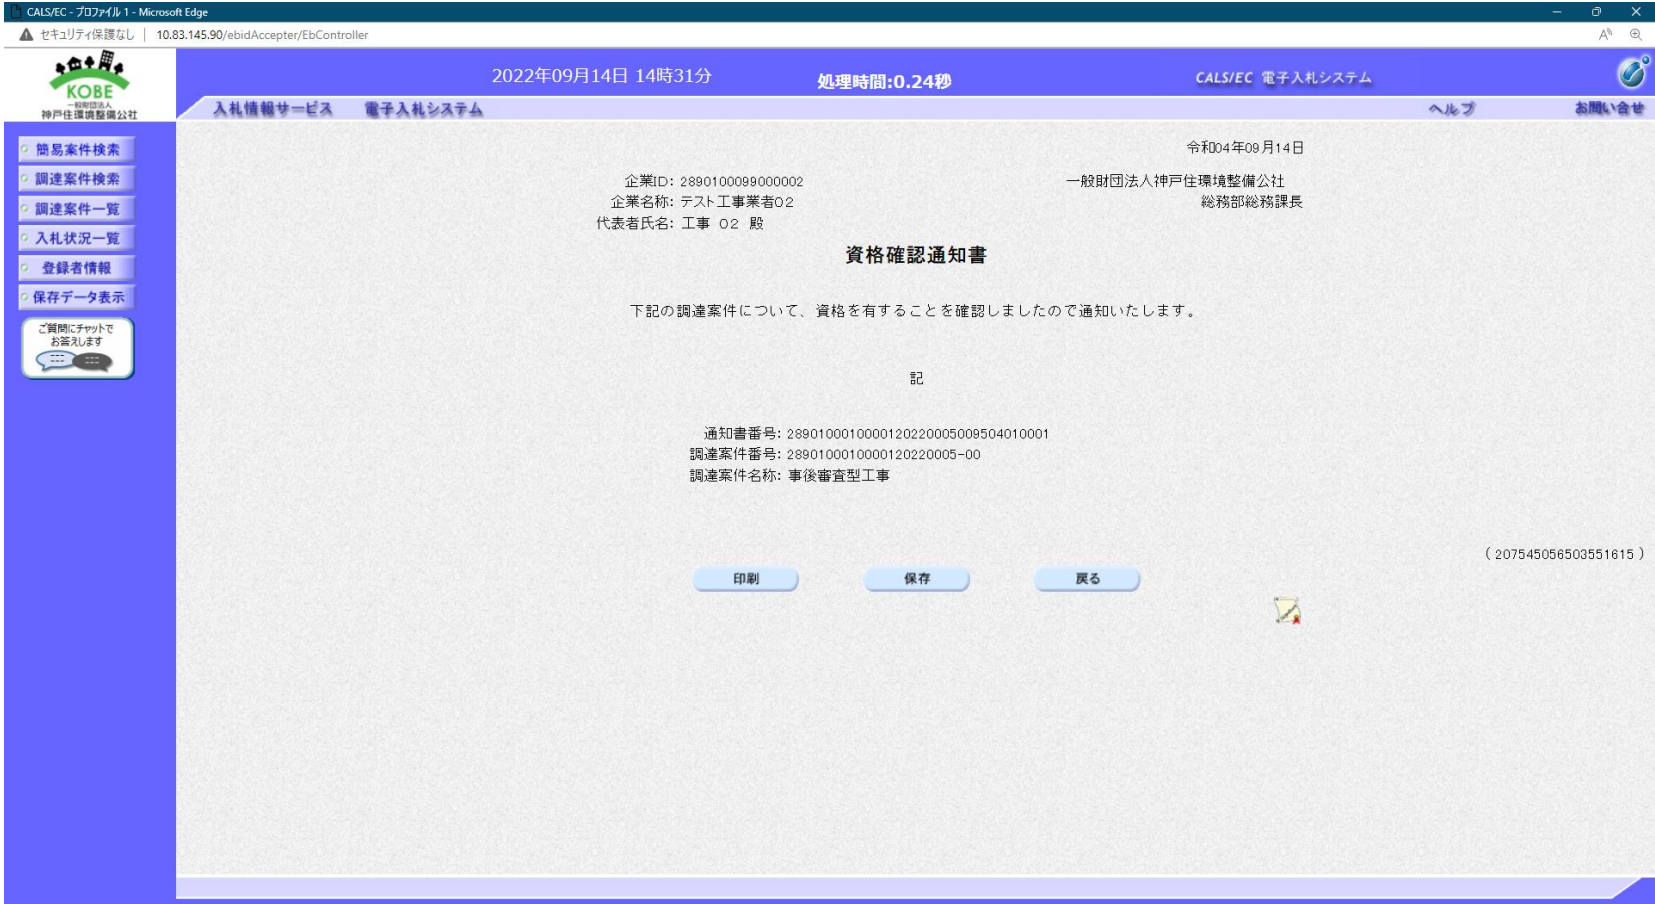 CALS/EC - プロファイル 1 - Microsoft Edge
セキュリティ保護なし | 10.83.145.90/ebidAccepter/EbController
KOBE
一般財団法人
神戸住環境整備公社
2022年09月14日 14時31分
処理時間:0.24秒
CALS/EC 電子入札システム
入札情報サービス
電子入札システム
ヘルプ
お問い合せ
簡易案件検索
調達案件検索
調達案件一覧
入札状況一覧
登録者情報
保存データ表示
ご質問にチャットで
お答えします
令和04年09月14日
企業ID: 2890100099000002
企業名称: テスト工事業者02
代表者氏名: 工事 02 殿
一般財団法人神戸住環境整備公社
総務部総務課長
資格確認通知書
下記の調達案件について、資格を有することを確認しましたので通知いたします。
記
通知書番号: 2890100010000120220005009504010001
調達案件番号: 2890100010000120220005-00
調達案件名称: 事後審査型工事
( 207545056503551615 )
印刷
保存
戻る